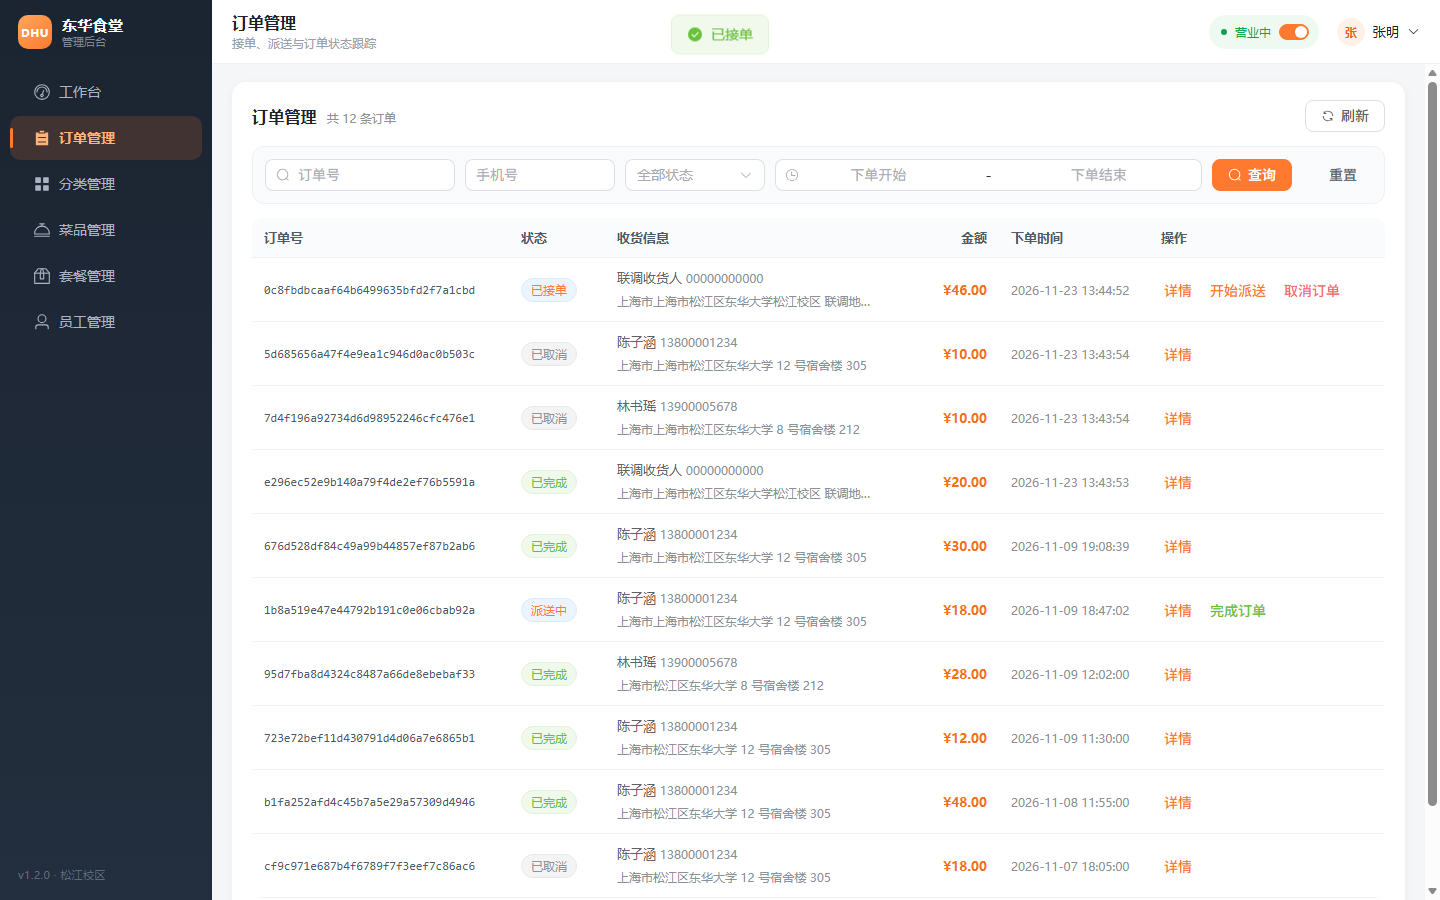 DHU
东华食堂
管理后台
工作台
订单管理
分类管理
菜品管理
套餐管理
员工管理
v1.2.0 · 松江校区
订单管理
接单、派送与订单状态跟踪
已接单
营业中
张 张明
订单管理 共 12 条订单
刷新
订单号 手机号 全部状态 下单开始 - 下单结束 查询 重置
订单号 状态 收货信息 金额 下单时间 操作
0c8fbdbcaaf64b6499635bfd2f7a1cbd 已接单 联调收货人 00000000000 ¥46.00 2026-11-23 13:44:52 详情 开始派送 取消订单
上海市上海市松江区东华大学松江校区 联调地...
5d685656a47f4e9ea1c946d0ac0b503c 已取消 陈子涵 13800001234 ¥10.00 2026-11-23 13:43:54 详情
上海市上海市松江区东华大学 12 号宿舍楼 305
7d4f196a92734d6d98952246cfc476e1 已取消 林书瑶 13900005678 ¥10.00 2026-11-23 13:43:54 详情
上海市上海市松江区东华大学 8 号宿舍楼 212
e296ec52e9b140a79f4de2ef76b5591a 已完成 联调收货人 00000000000 ¥20.00 2026-11-23 13:43:53 详情
上海市上海市松江区东华大学松江校区 联调地...
676d528df84c49a99b44857ef87b2ab6 已完成 陈子涵 13800001234 ¥30.00 2026-11-09 19:08:39 详情
上海市上海市松江区东华大学 12 号宿舍楼 305
1b8a519e47e44792b191c0e06cbab92a 派送中 陈子涵 13800001234 ¥18.00 2026-11-09 18:47:02 详情 完成订单
上海市上海市松江区东华大学 12 号宿舍楼 305
95d7fba8d4324c8487a66de8ebebaf33 已完成 林书瑶 13900005678 ¥28.00 2026-11-09 12:02:00 详情
上海市松江区东华大学 8 号宿舍楼 212
723e72bef11d430791d4d06a7e6865b1 已完成 陈子涵 13800001234 ¥12.00 2026-11-09 11:30:00 详情
上海市松江区东华大学 12 号宿舍楼 305
b1fa252afd4c45b7a5e29a57309d4946 已完成 陈子涵 13800001234 ¥48.00 2026-11-08 11:55:00 详情
上海市松江区东华大学 12 号宿舍楼 305
cf9c971e687b4f6789f7f3eef7c86ac6 已取消 陈子涵 13800001234 ¥18.00 2026-11-07 18:05:00 详情
上海市松江区东华大学 12 号宿舍楼 305